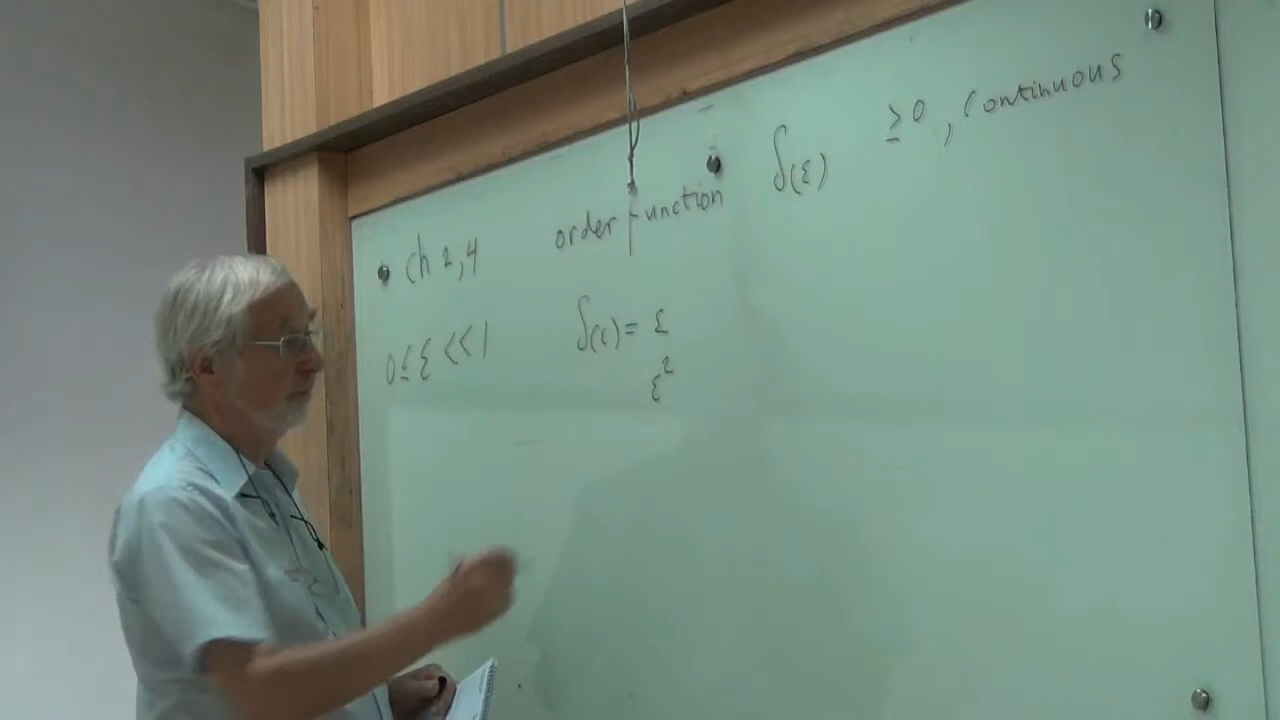 ch 2,4
order function δ(ε) ≥0, continuous
0≤ε <<1
δ(ε) = ε
ε²